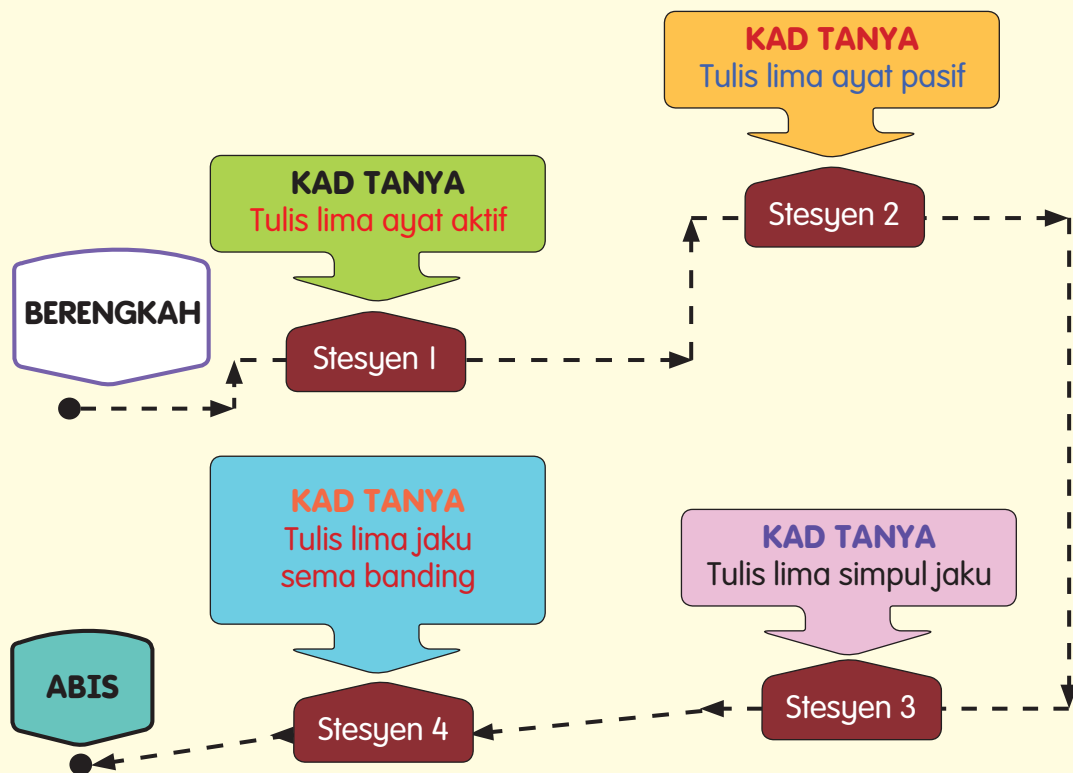 BERENGKAH
KAD TANYA
Tulis lima ayat aktif
Stesyen 1
KAD TANYA
Tulis lima ayat pasif
Stesyen 2
KAD TANYA
Tulis lima simpul jaku
Stesyen 3
KAD TANYA
Tulis lima jaku
sema banding
Stesyen 4
ABIS